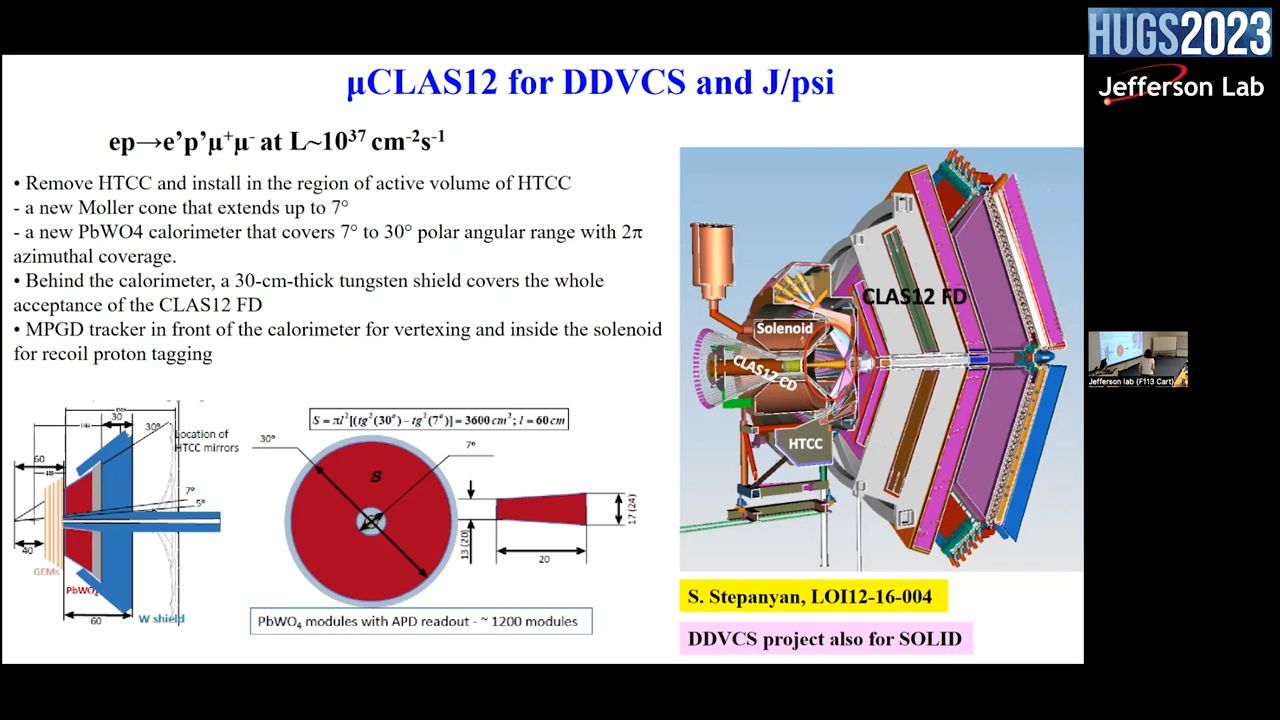 HUGS2023
Jefferson Lab
μCLAS12 for DDVCS and J/psi
ep→e’p’μ⁺μ⁻ at L~10³⁷ cm⁻²s⁻¹
• Remove HTCC and install in the region of active volume of HTCC
- a new Moller cone that extends up to 7°
- a new PbWO4 calorimeter that covers 7° to 30° polar angular range with 2π
azimuthal coverage.
• Behind the calorimeter, a 30-cm-thick tungsten shield covers the whole
acceptance of the CLAS12 FD
• MPGD tracker in front of the calorimeter for vertexing and inside the solenoid
for recoil proton tagging
30
30°
Location of
HTCC mirrors
60
7°
5°
40
GEMs
PbWO₄
60
W shield
S = πl²[(tg²(30°) − tg²(7°)] = 3600 cm²; l = 60 cm
30°
7°
S
13 (20)
17 (24)
20
PbWO₄ modules with APD readout - ~ 1200 modules
CLAS12 FD
Solenoid
CLAS12 CD
HTCC
S. Stepanyan, LOI12-16-004
DDVCS project also for SOLID
Jefferson lab (F113 Cart)